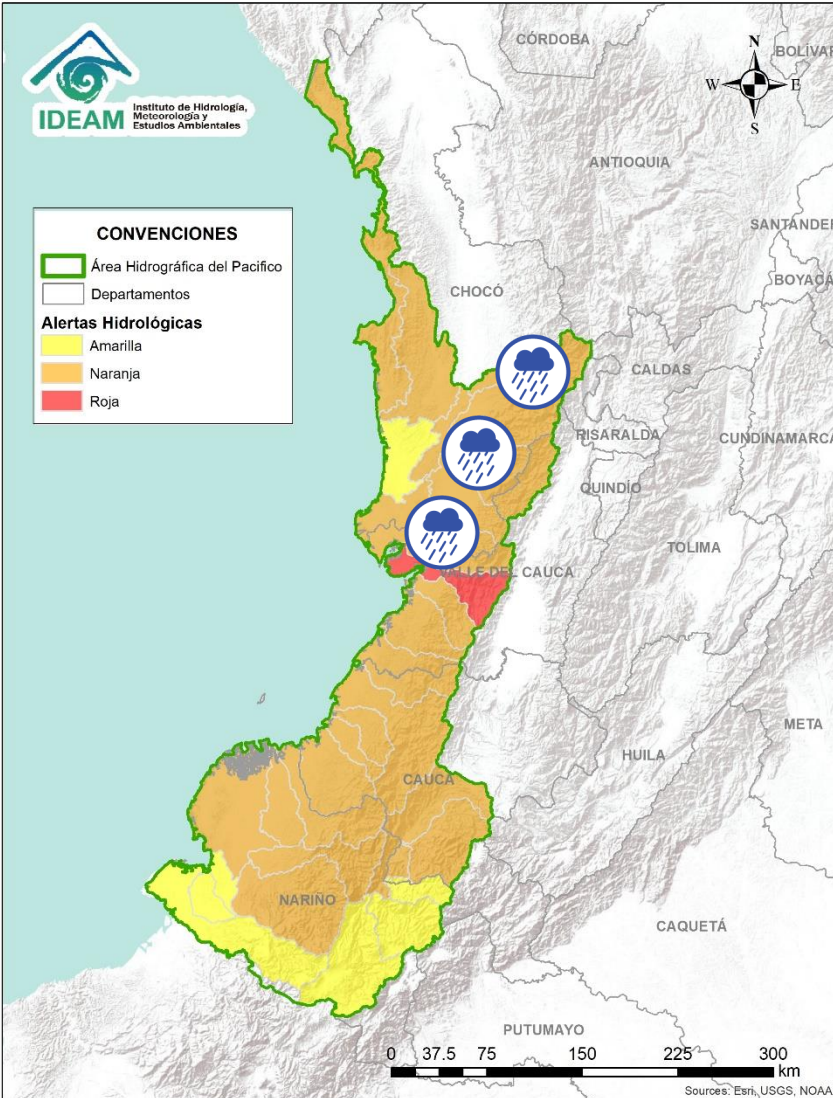 IDEAM
Instituto de Hidrología,
Meteorología y
Estudios Ambientales
CÓRDOBA
BOLÍVAR
N
W
E
S
ANTIOQUIA
SANTANDER
BOYACÁ
CONVENCIONES
Área Hidrográfica del Pacifico
Departamentos
Alertas Hidrológicas
Amarilla
Naranja
Roja
CHOCÓ
CALDAS
RISARALDA
CUNDINAMARCA
QUINDÍO
TOLIMA
VALLE DEL CAUCA
META
HUILA
CAUCA
NARIÑO
CAQUETÁ
PUTUMAYO
0 37.5 75 150 225 300
km
Sources: Esri, USGS, NOAA